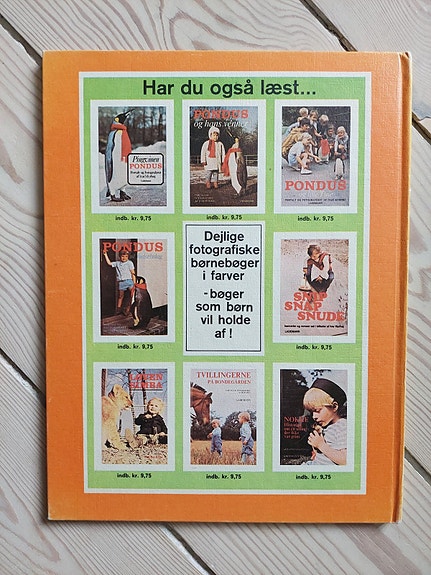 Har du også læst...
Pingvinen
PONDUS
indb. kr. 9,75
PONDUS
og hans venner
indb. kr. 9,75
PONDUS
indb. kr. 9,75
PONDUS
indb. kr. 9,75
Dejlige
fotografiske
børnebøger
i farver
-bøger
som børn
vil holde
af!
SNIP
SNAP
SNUDE
indb. kr. 9,75
LØVEN
SIMBA
indb. kr. 9,75
TVILLINGERNE
PÅ BONDEGÅRDEN
indb. kr. 9,75
indb. kr. 9,75